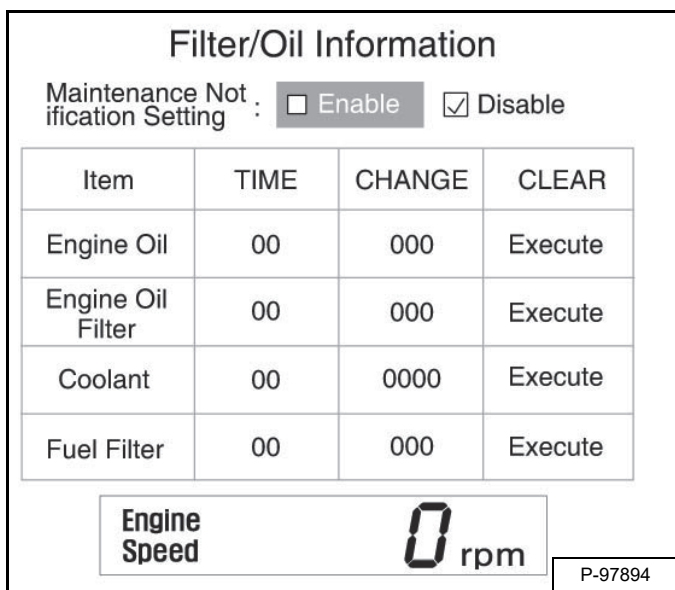 Filter/Oil Information
Maintenance Not
ification Setting : Enable Disable
Item TIME CHANGE CLEAR
Engine Oil 00 000 Execute
Engine Oil
Filter 00 000 Execute
Coolant 00 0000 Execute
Fuel Filter 00 000 Execute
Engine
Speed 0 rpm
P-97894